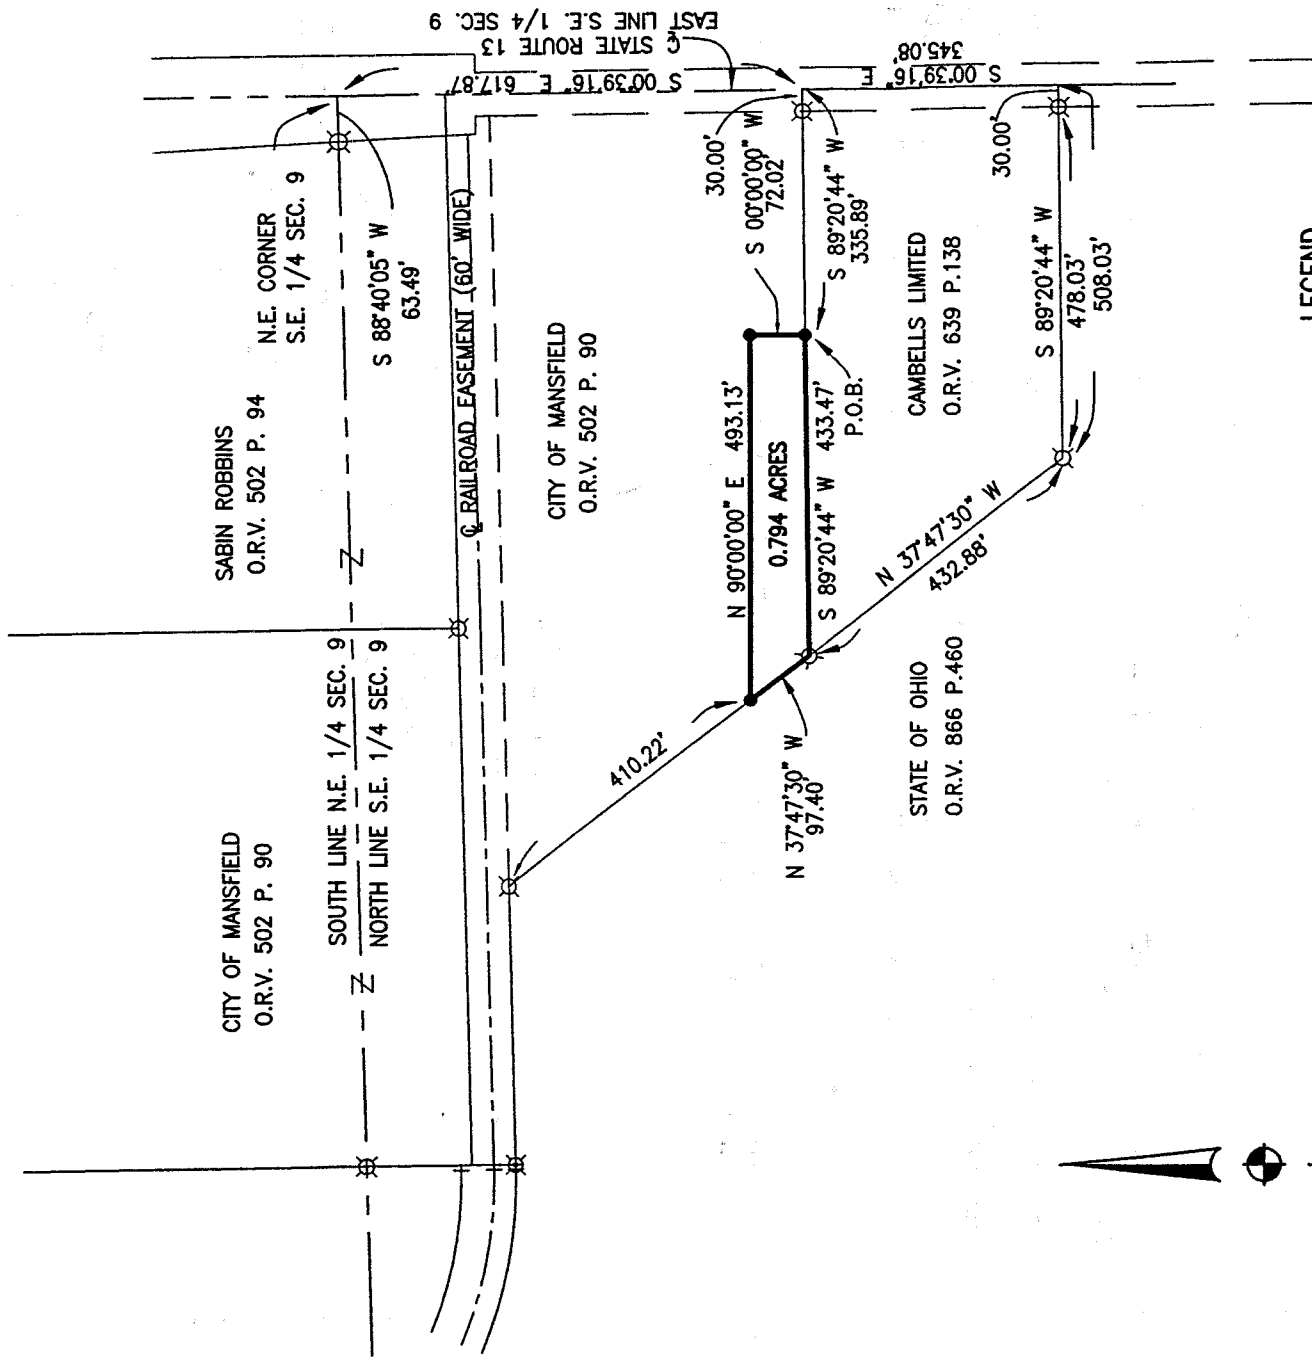 EAST LINE S.E. 1/4 SEC. 9
℄ STATE ROUTE 13
S 00°39'16" E 617.87'
S 00°39'16" E
345.08'
N.E. CORNER
S.E. 1/4 SEC. 9
S 88°40'05" W
63.49'
SABIN ROBBINS
O.R.V. 502 P. 94
℄ RAILROAD EASEMENT (60' WIDE)
CITY OF MANSFIELD
O.R.V. 502 P. 90
30.00'
S 00°00'00" W
72.02'
S 89°20'44" W
335.89'
30.00'
CAMBELLS LIMITED
O.R.V. 639 P.138
S 89°20'44" W
478.03'
508.03'
N 90°00'00" E 493.13'
0.794 ACRES
S 89°20'44" W 433.47'
P.O.B.
N 37°47'30" W
432.88'
SOUTH LINE N.E. 1/4 SEC. 9
NORTH LINE S.E. 1/4 SEC. 9
CITY OF MANSFIELD
O.R.V. 502 P. 90
410.22'
N 37°47'30" W
97.40'
STATE OF OHIO
O.R.V. 866 P.460
LEGEND